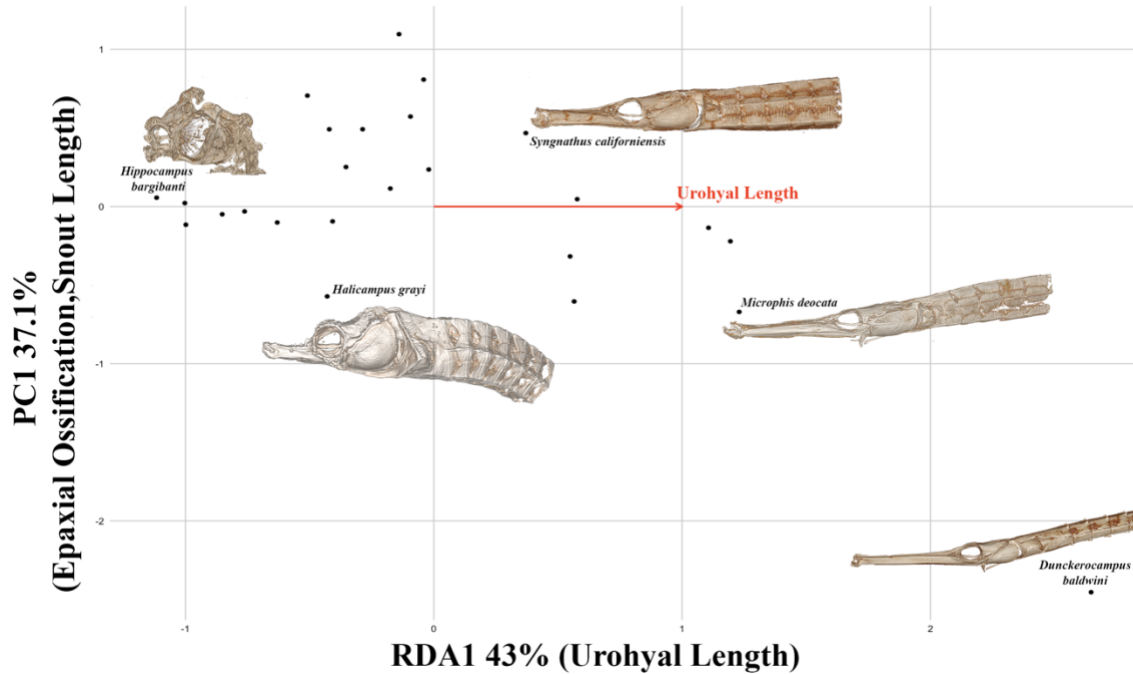 1
Syngnathus californiensis
Hippocampus
bargibanti
Urohyal Length
0
Halicampus grayi
Microphis deocata
-1
-2
Dunckerocampus
baldwini
-1
0
1
2
PC1 37.1%
(Epaxial Ossification,Snout Length)
RDA1 43% (Urohyal Length)